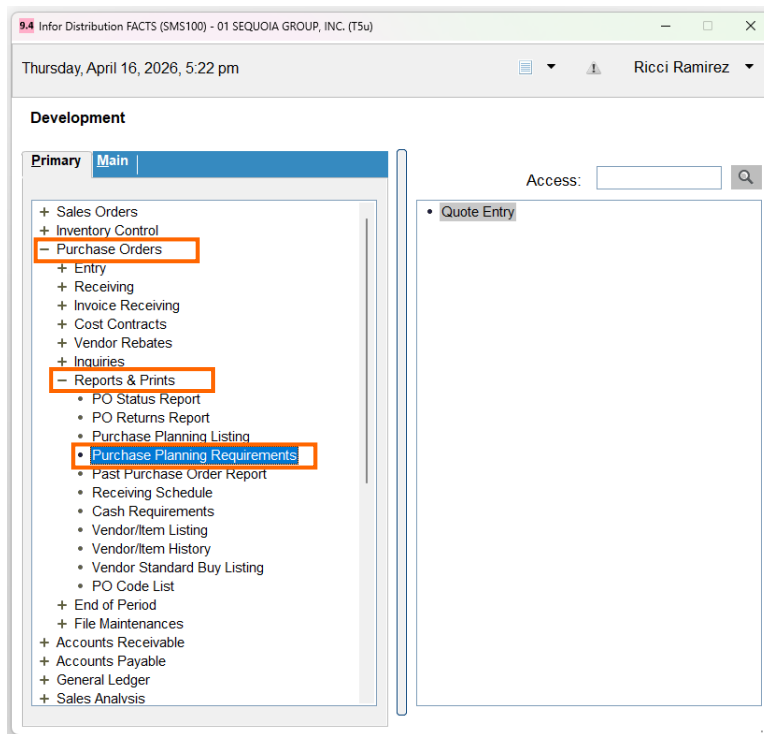 9.4 Infor Distribution FACTS (SMS100) - 01 SEQUOIA GROUP, INC. (T5u)
Thursday, April 16, 2026, 5:22 pm
Ricci Ramirez
Development
Primary Main
Access:
+ Sales Orders
+ Inventory Control
− Purchase Orders
+ Entry
+ Receiving
+ Invoice Receiving
+ Cost Contracts
+ Vendor Rebates
+ Inquiries
− Reports & Prints
• PO Status Report
• PO Returns Report
• Purchase Planning Listing
• Purchase Planning Requirements
• Past Purchase Order Report
• Receiving Schedule
• Cash Requirements
• Vendor/Item Listing
• Vendor/Item History
• Vendor Standard Buy Listing
• PO Code List
+ End of Period
+ File Maintenances
+ Accounts Receivable
+ Accounts Payable
+ General Ledger
+ Sales Analysis
• Quote Entry